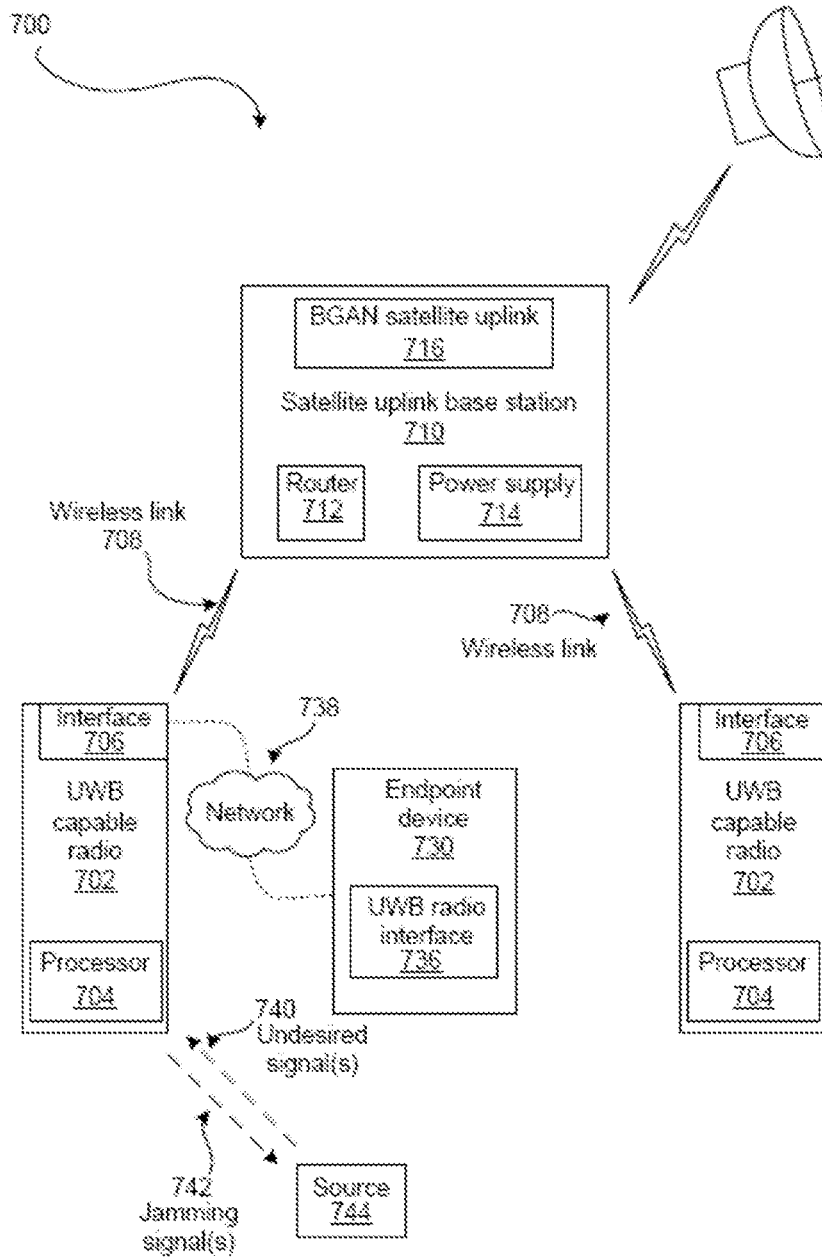 700
BGAN satellite uplink
716
Satellite uplink base station
710
Router
712
Power supply
714
Wireless link
708
708
Wireless link
Interface
706
UWB
capable
radio
702
Processor
704
738
Network
Endpoint
device
730
UWB radio
interface
736
Interface
706
UWB
capable
radio
702
Processor
704
740
Undesired
signal(s)
742
Jamming
signal(s)
Source
744